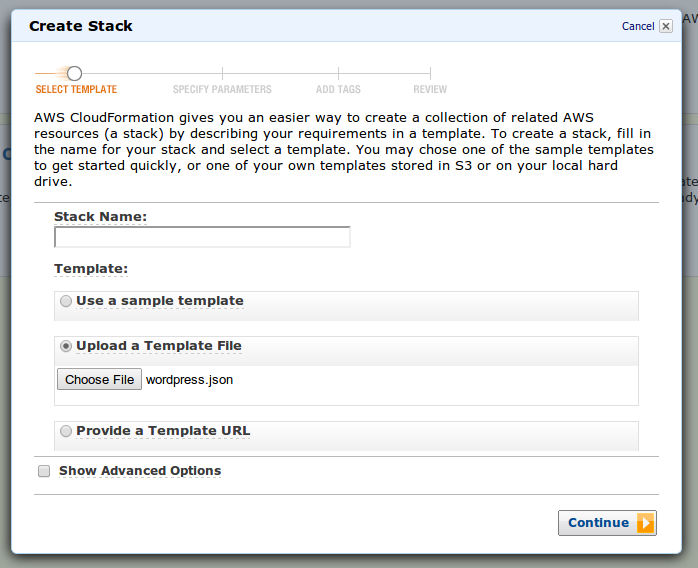 Create Stack
Cancel
SELECT TEMPLATE
SPECIFY PARAMETERS
ADD TAGS
REVIEW
AWS CloudFormation gives you an easier way to create a collection of related AWS
resources (a stack) by describing your requirements in a template. To create a stack, fill in
the name for your stack and select a template. You may chose one of the sample templates
to get started quickly, or one of your own templates stored in S3 or on your local hard
drive.
Stack Name:
Template:
Use a sample template
Upload a Template File
Choose File wordpress.json
Provide a Template URL
Show Advanced Options
Continue